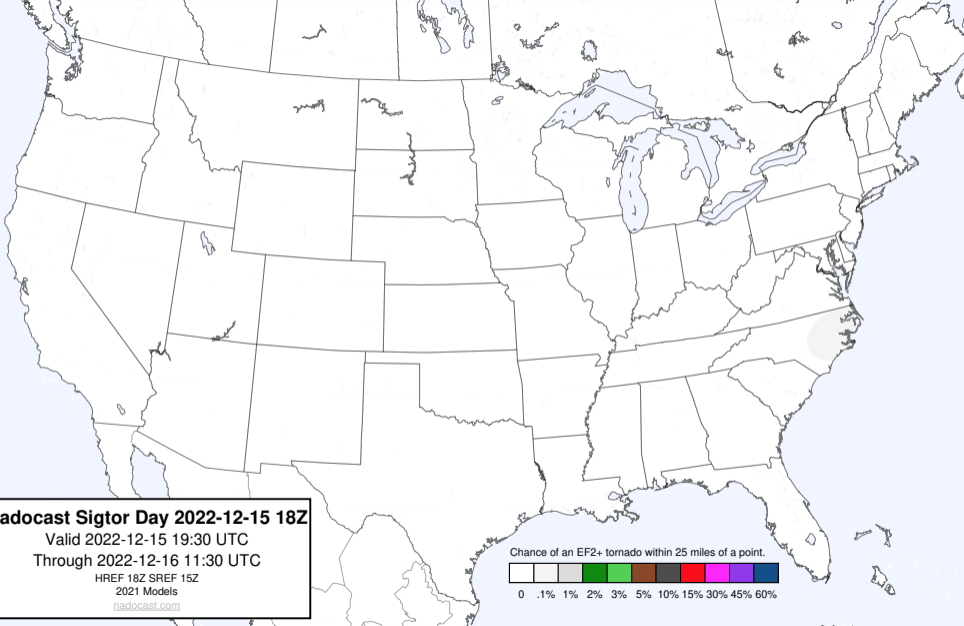 adocast Sigtor Day 2022-12-15 18Z
Valid 2022-12-15 19:30 UTC
Through 2022-12-16 11:30 UTC
HREF 18Z SREF 15Z
2021 Models
nadocast.com
Chance of an EF2+ tornado within 25 miles of a point.
0 .1% 1% 2% 3% 5% 10% 15% 30% 45% 60%